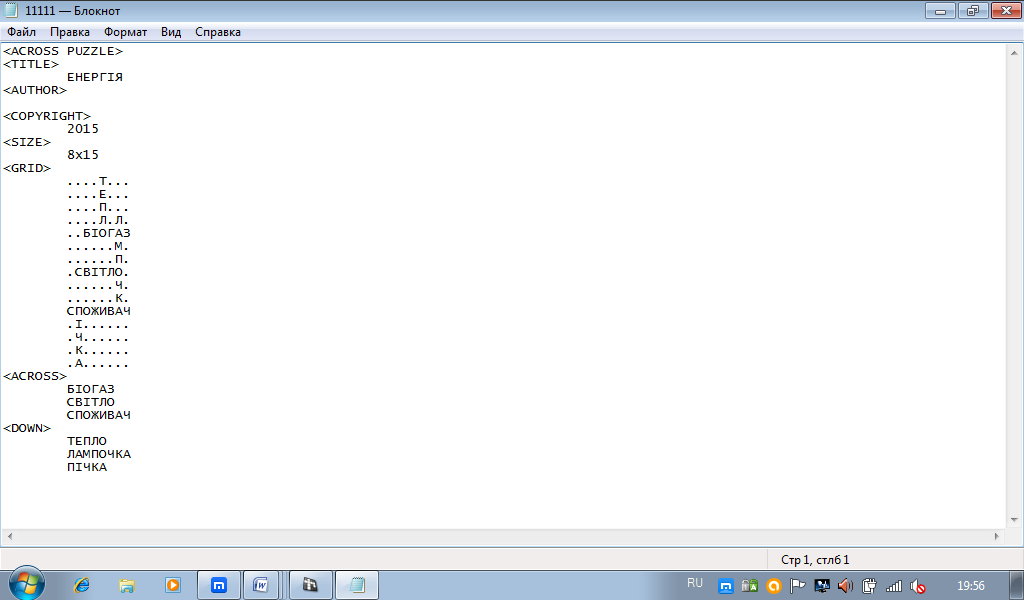 11111 — Блокнот
Файл Правка Формат Вид Справка
<ACROSS PUZZLE>
<TITLE>
ЕНЕРГІЯ
<AUTHOR>
<COPYRIGHT>
2015
<SIZE>
8x15
<GRID>
....Т...
....Е...
....П...
....Л.Л.
..БІОГАЗ
......М.
......П.
.СВІТЛО.
......Ч.
......К.
СПОЖИВАЧ
.І......
.Ч......
.К......
.А......
<ACROSS>
БІОГАЗ
СВІТЛО
СПОЖИВАЧ
<DOWN>
ТЕПЛО
ЛАМПОЧКА
ПІЧКА
Стр 1, стлб 1
RU
19:56